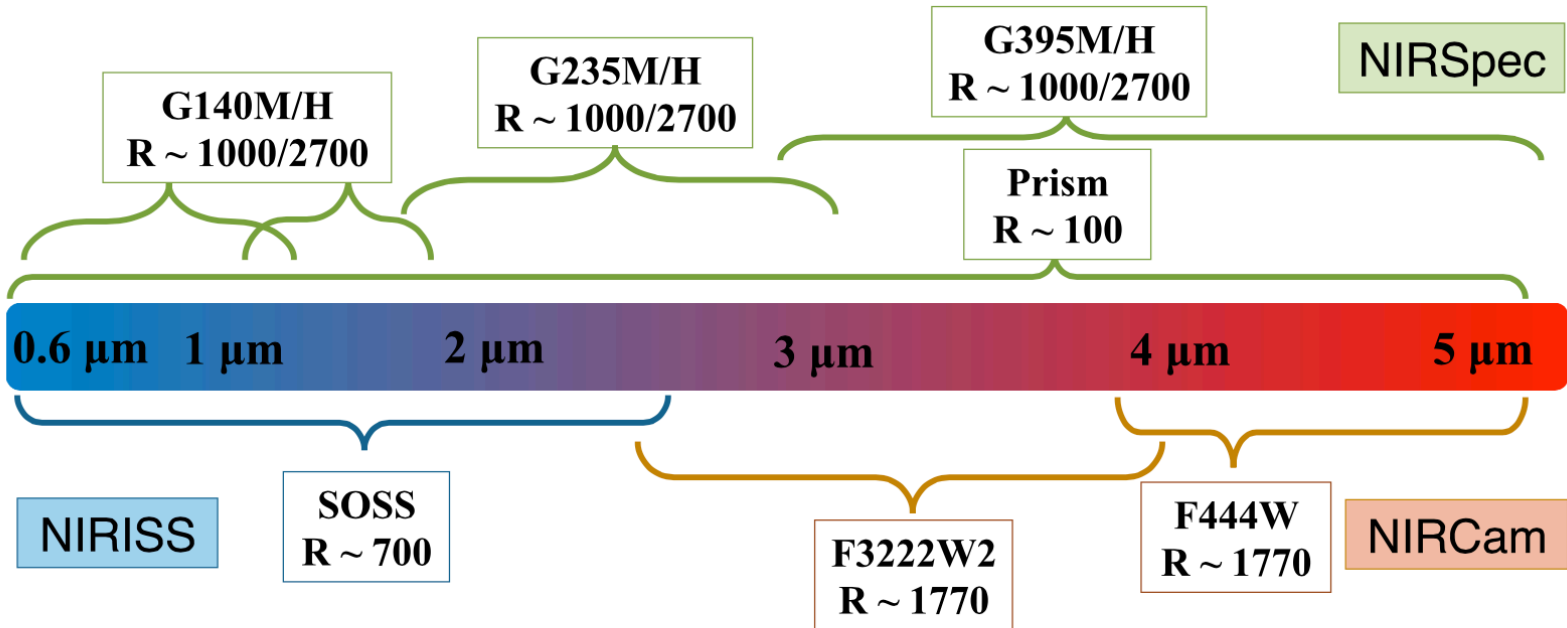 G395M/H
R ~ 1000/2700
NIRSpec
G235M/H
R ~ 1000/2700
G140M/H
R ~ 1000/2700
Prism
R ~ 100
0.6 µm 1 µm 2 µm 3 µm 4 µm 5 µm
NIRISS
SOSS
R ~ 700
F3222W2
R ~ 1770
F444W
R ~ 1770
NIRCam